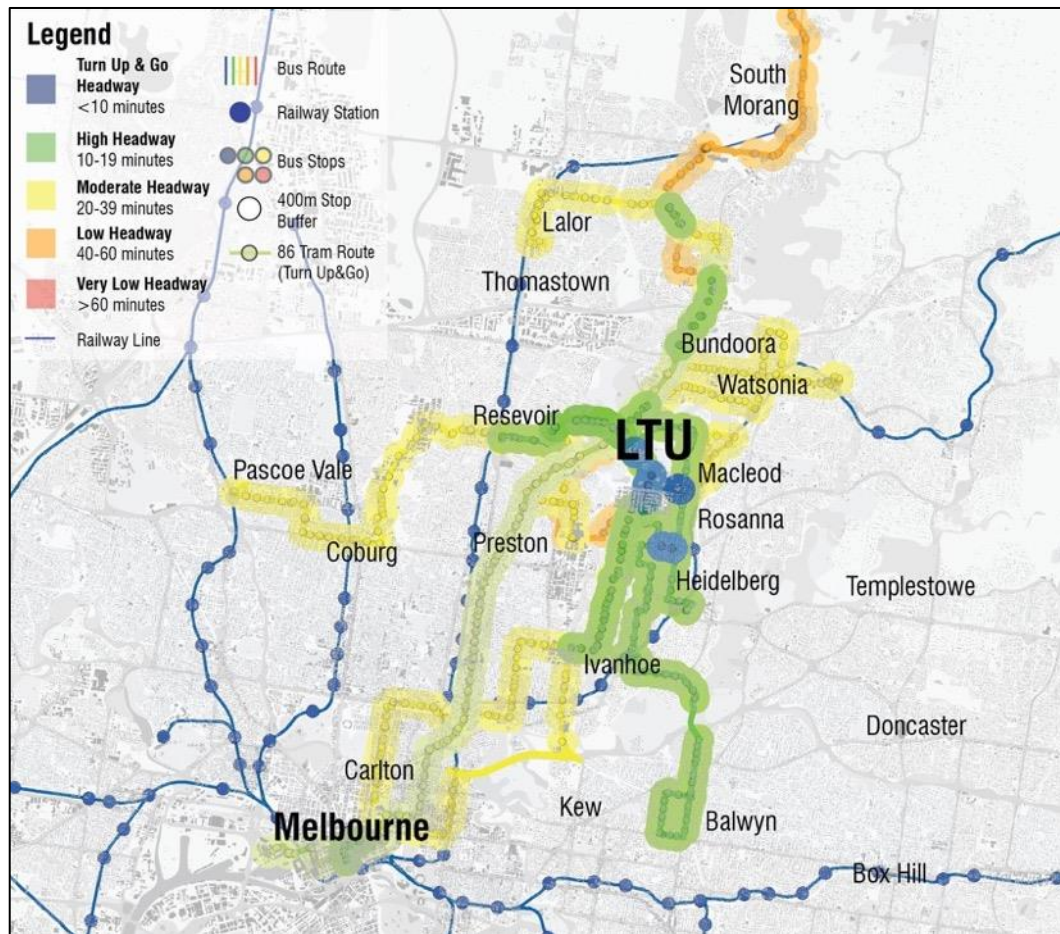 Legend
Turn Up & Go
Headway
<10 minutes
High Headway
10-19 minutes
Moderate Headway
20-39 minutes
Low Headway
40-60 minutes
Very Low Headway
>60 minutes
Railway Line
Bus Route
Railway Station
Bus Stops
400m Stop
Buffer
86 Tram Route
(Turn Up&Go)
South
Morang
Lalor
Thomastown
Bundoora
Watsonia
Resevoir
LTU
Pascoe Vale
Macleod
Rosanna
Coburg
Preston
Heidelberg
Templestowe
Ivanhoe
Doncaster
Carlton
Kew
Melbourne
Balwyn
Box Hill